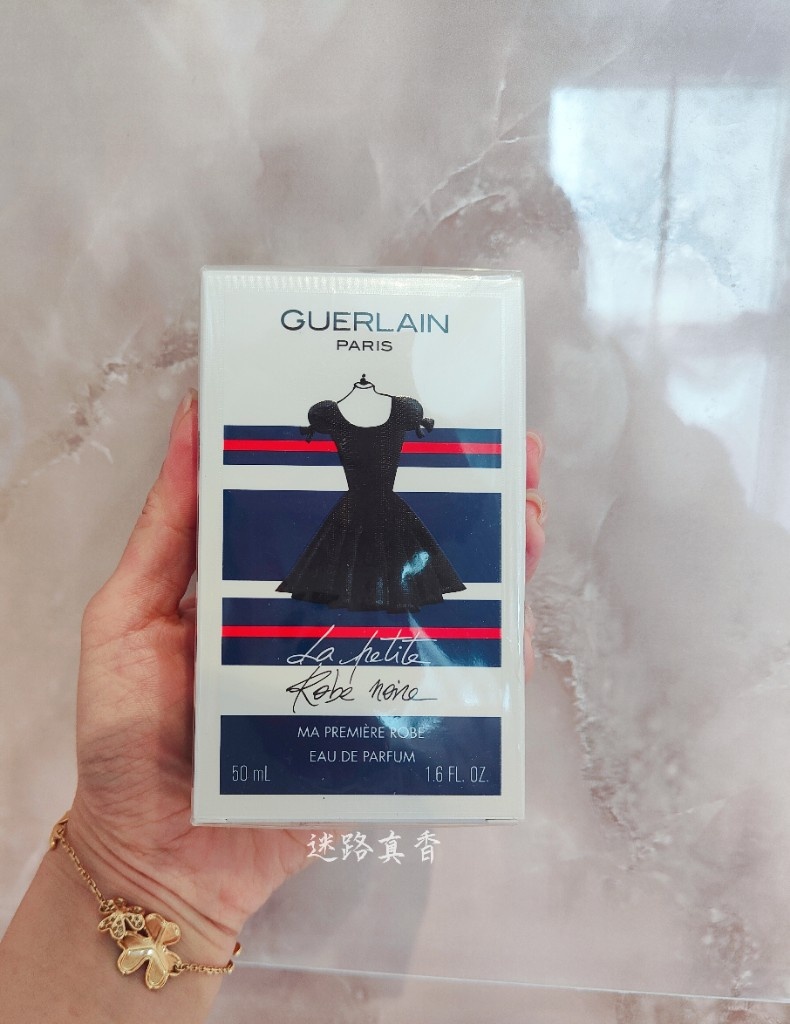 GUERLAIN
PARIS
La petite
Robe noire
MA PREMIÈRE ROBE
EAU DE PARFUM
50 mL 1.6 FL. OZ.
迷路真香